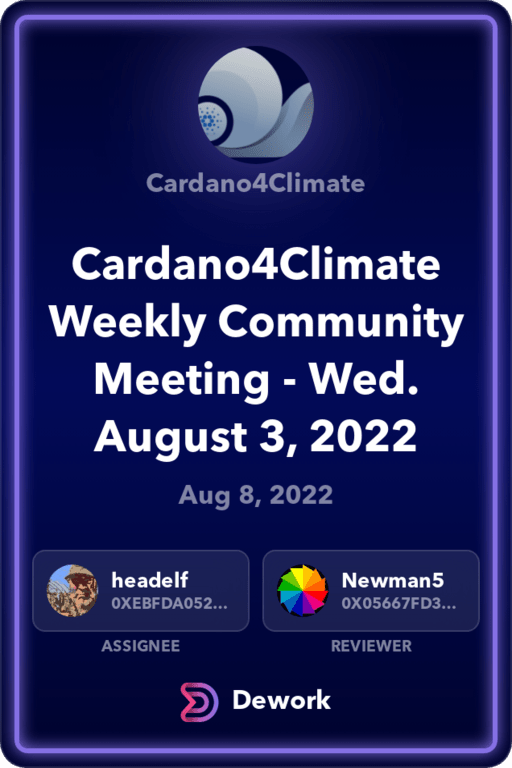 Cardano4Climate
Cardano4Climate
Weekly Community
Meeting - Wed.
August 3, 2022
Aug 8, 2022
headelf
0XEBFDA052...
Newman5
0X05667FD3...
ASSIGNEE
REVIEWER
Dework